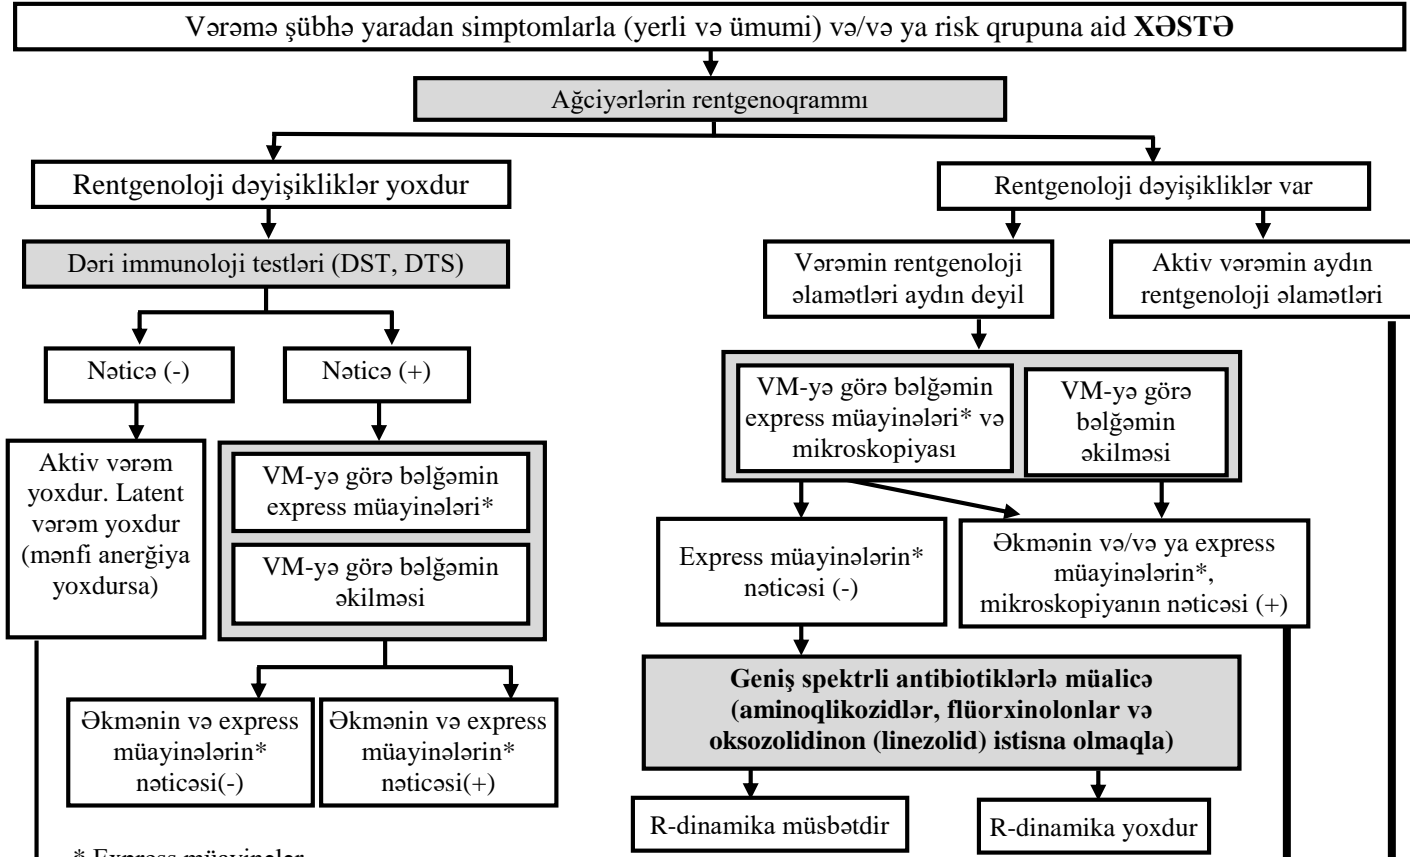 Vərəmə şübhə yaradan simptomlarla (yerli və ümumi) və/və ya risk qrupuna aid XƏSTƏ
Ağciyərlərin rentgenoqrammı
Rentgenoloji dəyişikliklər yoxdur
Rentgenoloji dəyişikliklər var
Dəri immunoloji testləri (DST, DTS)
Vərəmin rentgenoloji
əlamətləri aydın deyil
Aktiv vərəmin aydın
rentgenoloji əlamətləri
Nəticə (-)
Nəticə (+)
VM-yə görə bəlğəmin
express müayinələri* və
mikroskopiyası
VM-yə görə
bəlğəmin
əkilməsi
Aktiv vərəm
yoxdur. Latent
vərəm yoxdur
(mənfi anerğiya
yoxdursa)
VM-yə görə bəlğəmin
express müayinələri*
VM-yə görə bəlğəmin
əkilməsi
Express müayinələrin*
nəticəsi (-)
Əkmənin və/və ya express
müayinələrin*,
mikroskopiyanın nəticəsi (+)
Geniş spektrli antibiotiklərlə müalicə
(aminoqlikozidlər, flüorxinolonlar və
oksozolidinon (linezolid) istisna olmaqla)
Əkmənin və express
müayinələrin*
nəticəsi(-)
Əkmənin və express
müayinələrin*
nəticəsi(+)
R-dinamika müsbətdir
R-dinamika yoxdur
* Express müayinələr